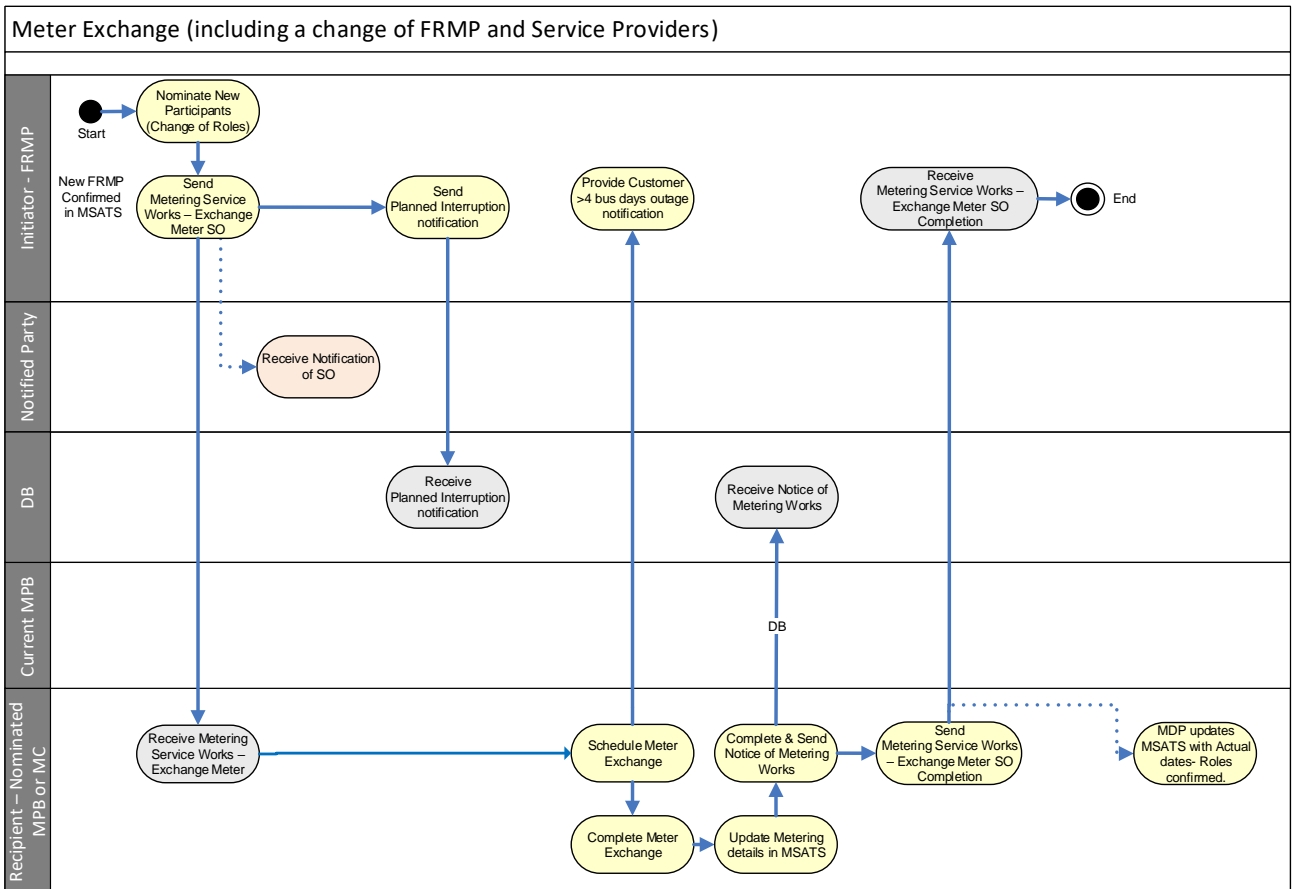 Meter Exchange (including a change of FRMP and Service Providers)
Initiator - FRMP
Start
Nominate New
Participants
(Change of Roles)
New FRMP
Confirmed
in MSATS
Send
Metering Service
Works – Exchange
Meter SO
Send
Planned Interruption
notification
Provide Customer
>4 bus days outage
notification
Receive
Metering Service Works –
Exchange Meter SO
Completion
End
Notified Party
Receive Notification
of SO
DB
Receive
Planned Interruption
notification
Receive Notice of
Metering Works
Current MPB
DB
Recipient – Nominated
MPB or MC
Receive Metering
Service Works –
Exchange Meter
Schedule Meter
Exchange
Complete & Send
Notice of Metering
Works
Send
Metering Service Works
– Exchange Meter SO
Completion
MDP updates
MSATS with Actual
dates- Roles
confirmed.
Complete Meter
Exchange
Update Metering
details in MSATS